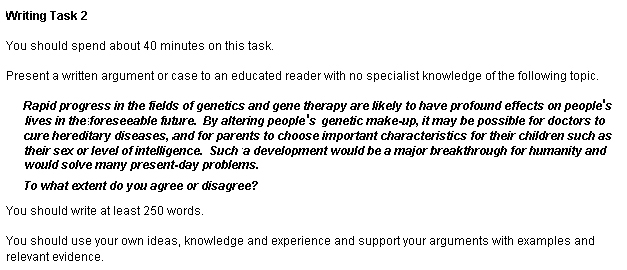 Writing Task 2
You should spend about 40 minutes on this task.
Present a written argument or case to an educated reader with no specialist knowledge of the following topic.
Rapid progress in the fields of genetics and gene therapy are likely to have profound effects on people's
lives in the foreseeable future. By altering people's genetic make-up, it may be possible for doctors to
cure hereditary diseases, and for parents to choose important characteristics for their children such as
their sex or level of intelligence. Such a development would be a major breakthrough for humanity and
would solve many present-day problems.
To what extent do you agree or disagree?
You should write at least 250 words.
You should use your own ideas, knowledge and experience and support your arguments with examples and
relevant evidence.